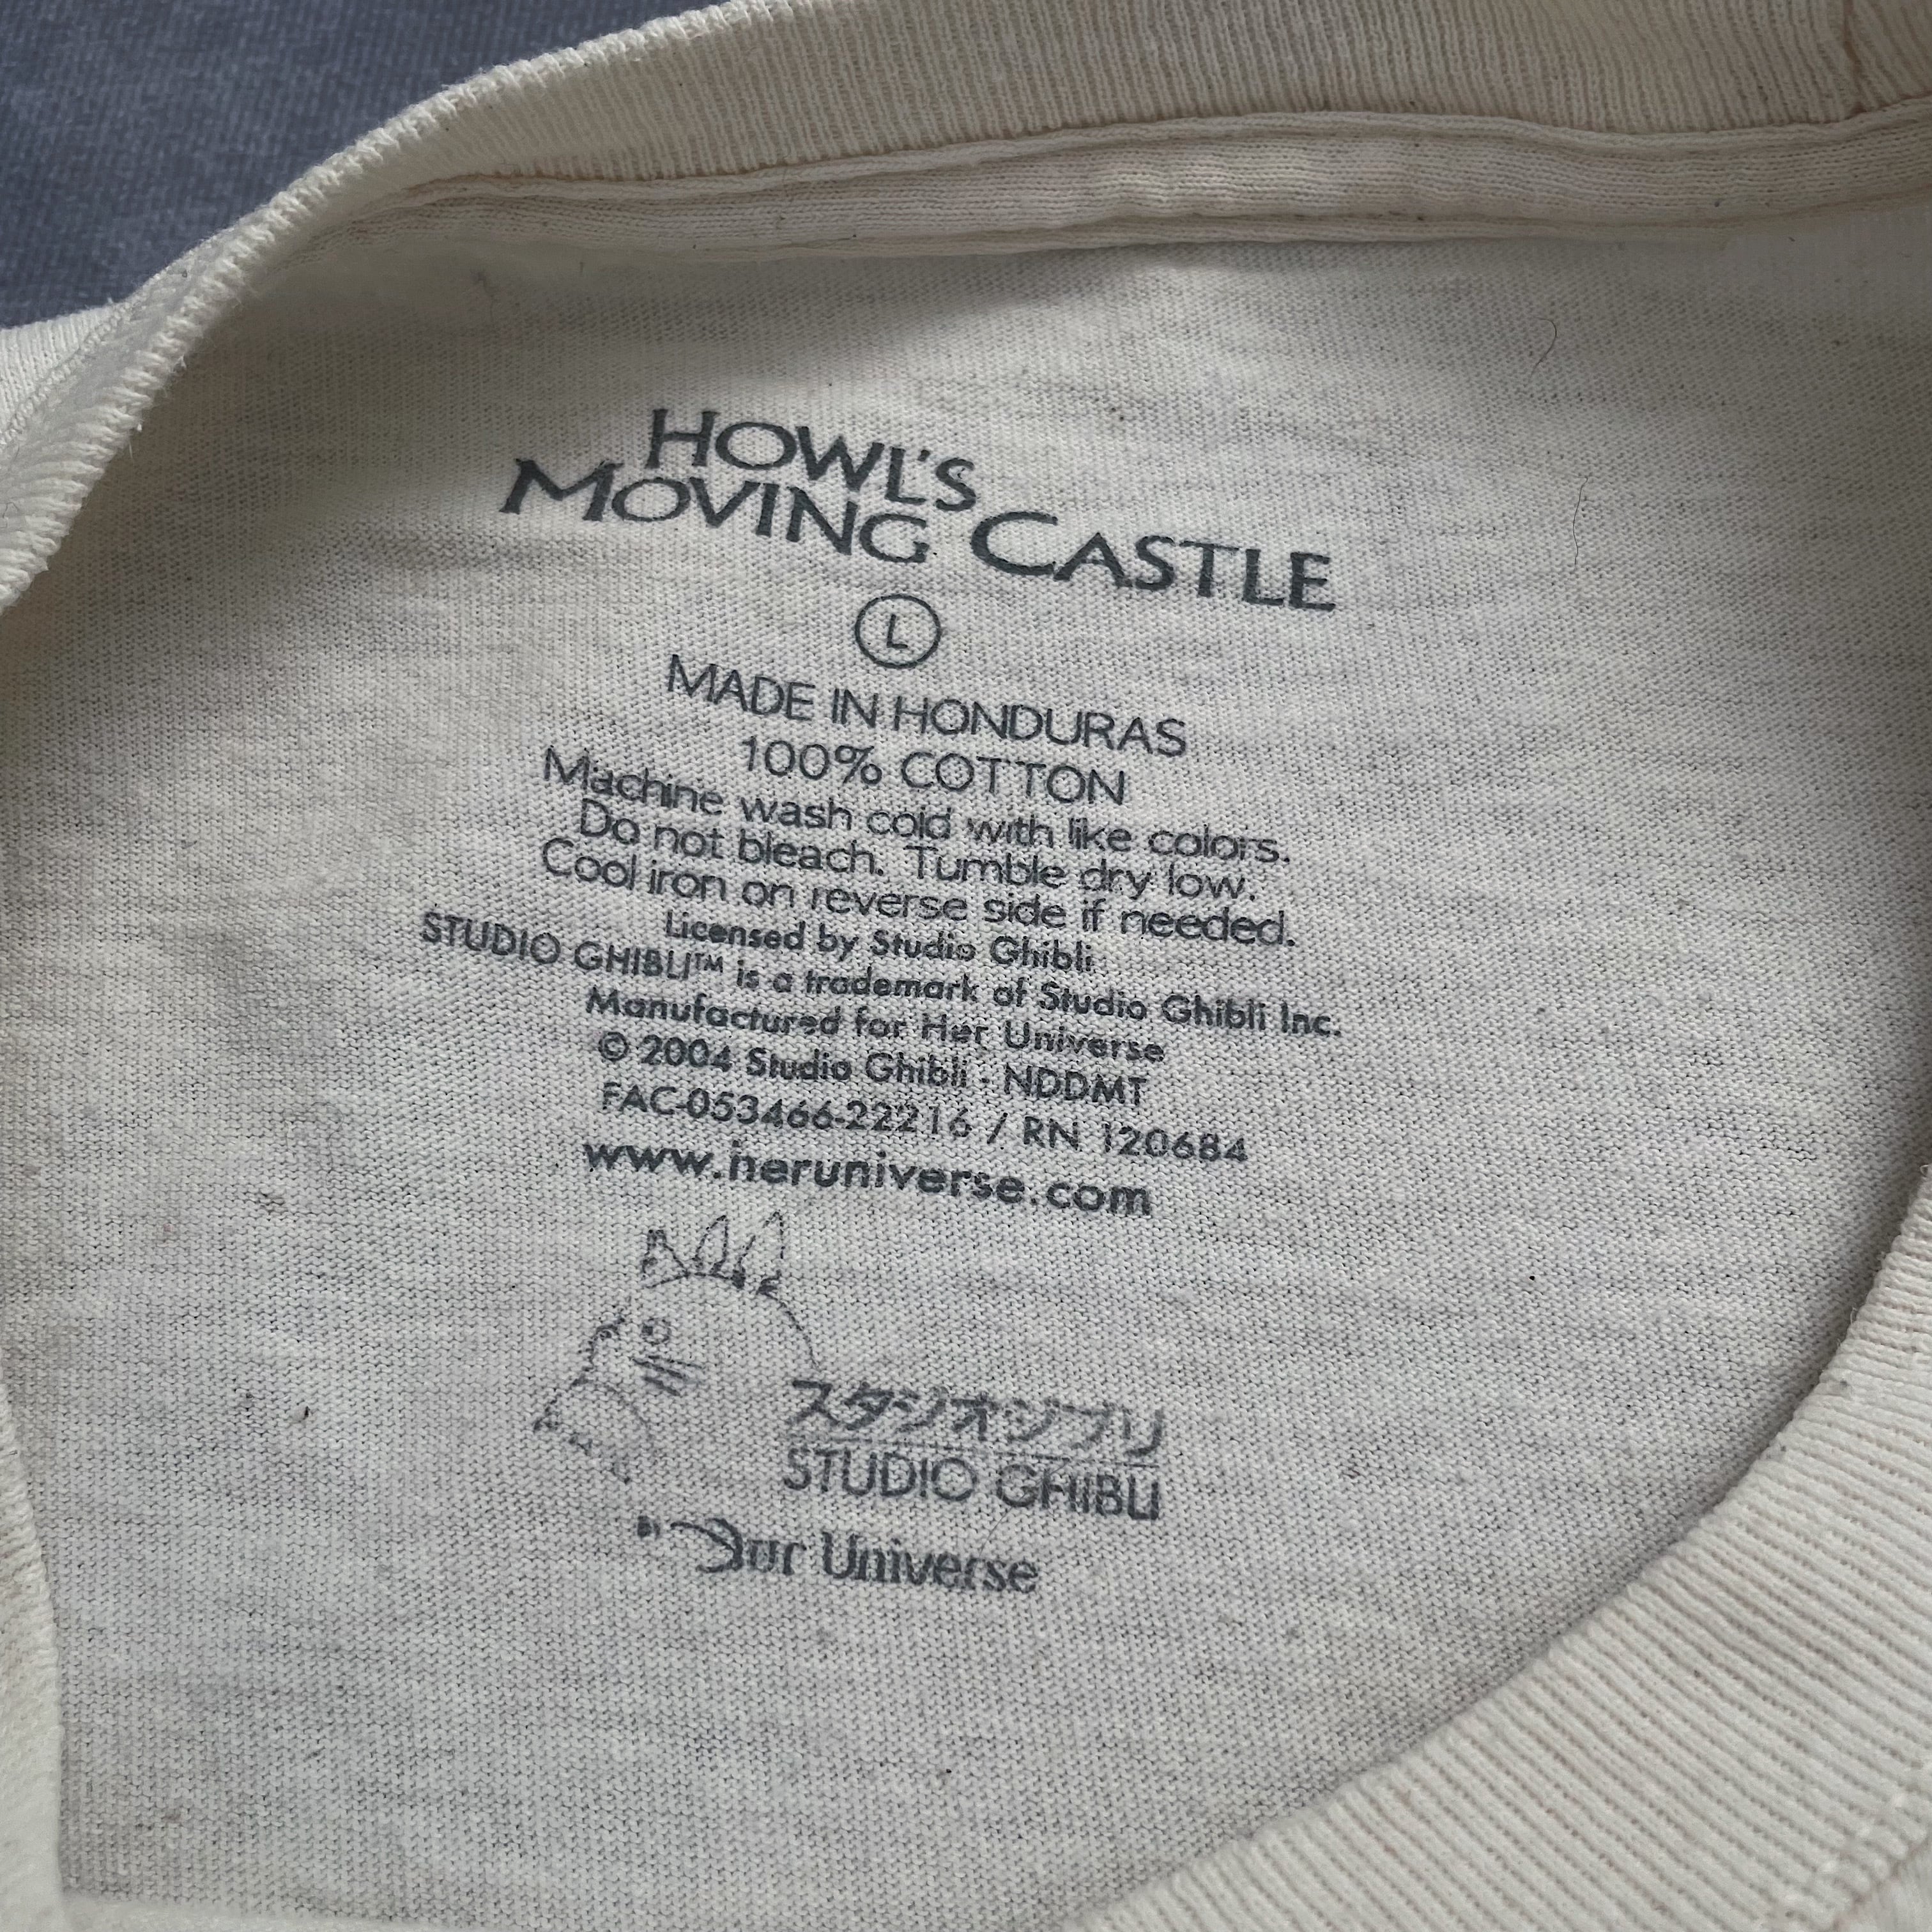 HOWL'S
MOVING CASTLE
L
MADE IN HONDURAS
100% COTTON
Machine wash cold with like colors.
Do not bleach. Tumble dry low.
Cool iron on reverse side if needed.
Licensed by Studio Ghibli
STUDIO GHIBLI™ is a trademark of Studio Ghibli Inc.
Manufactured for Her Universe
© 2004 Studio Ghibli - NDDMT
FAC-053466-22216 / RN 120684
www.heruniverse.com
スタジオジブリ
STUDIO GHIBLI
Her Universe